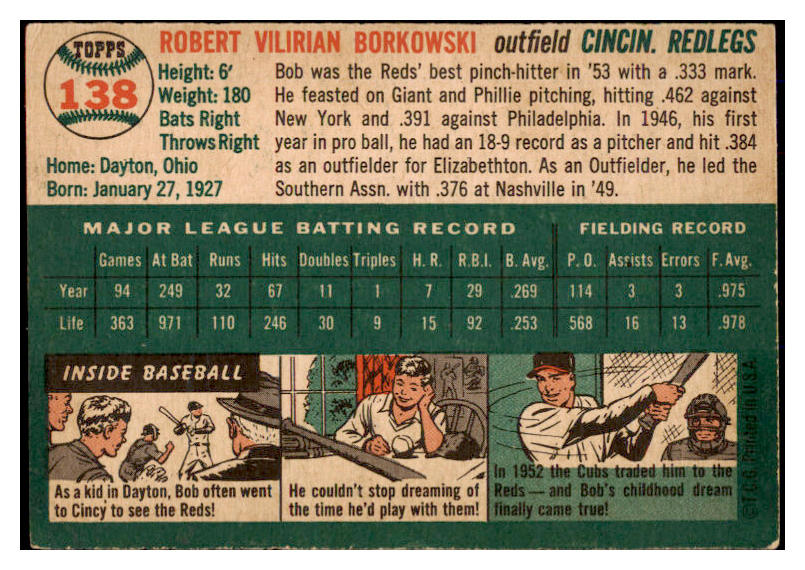 TOPPS
138
ROBERT VILIRIAN BORKOWSKI outfield CINCIN. REDLEGS
Height: 6'
Weight: 180
Bats Right
Throws Right
Home: Dayton, Ohio
Born: January 27, 1927
Bob was the Reds' best pinch-hitter in '53 with a .333 mark.
He feasted on Giant and Phillie pitching, hitting .462 against
New York and .391 against Philadelphia. In 1946, his first
year in pro ball, he had an 18-9 record as a pitcher and hit .384
as an outfielder for Elizabethton. As an Outfielder, he led the
Southern Assn. with .376 at Nashville in '49.
MAJOR LEAGUE BATTING RECORD FIELDING RECORD
Games At Bat Runs Hits Doubles Triples H. R. R.B.I. B. Avg. P. O. Assists Errors F. Avg.
Year 94 249 32 67 11 1 7 29 .269 114 3 3 .975
Life 363 971 110 246 30 9 15 92 .253 568 16 13 .978
INSIDE BASEBALL
As a kid in Dayton, Bob often went
to Cincy to see the Reds!
He couldn't stop dreaming of
the time he'd play with them!
In 1952 the Cubs traded him to the
Reds—and Bob's childhood dream
finally came true!
©T.C.G. Printed in U.S.A.